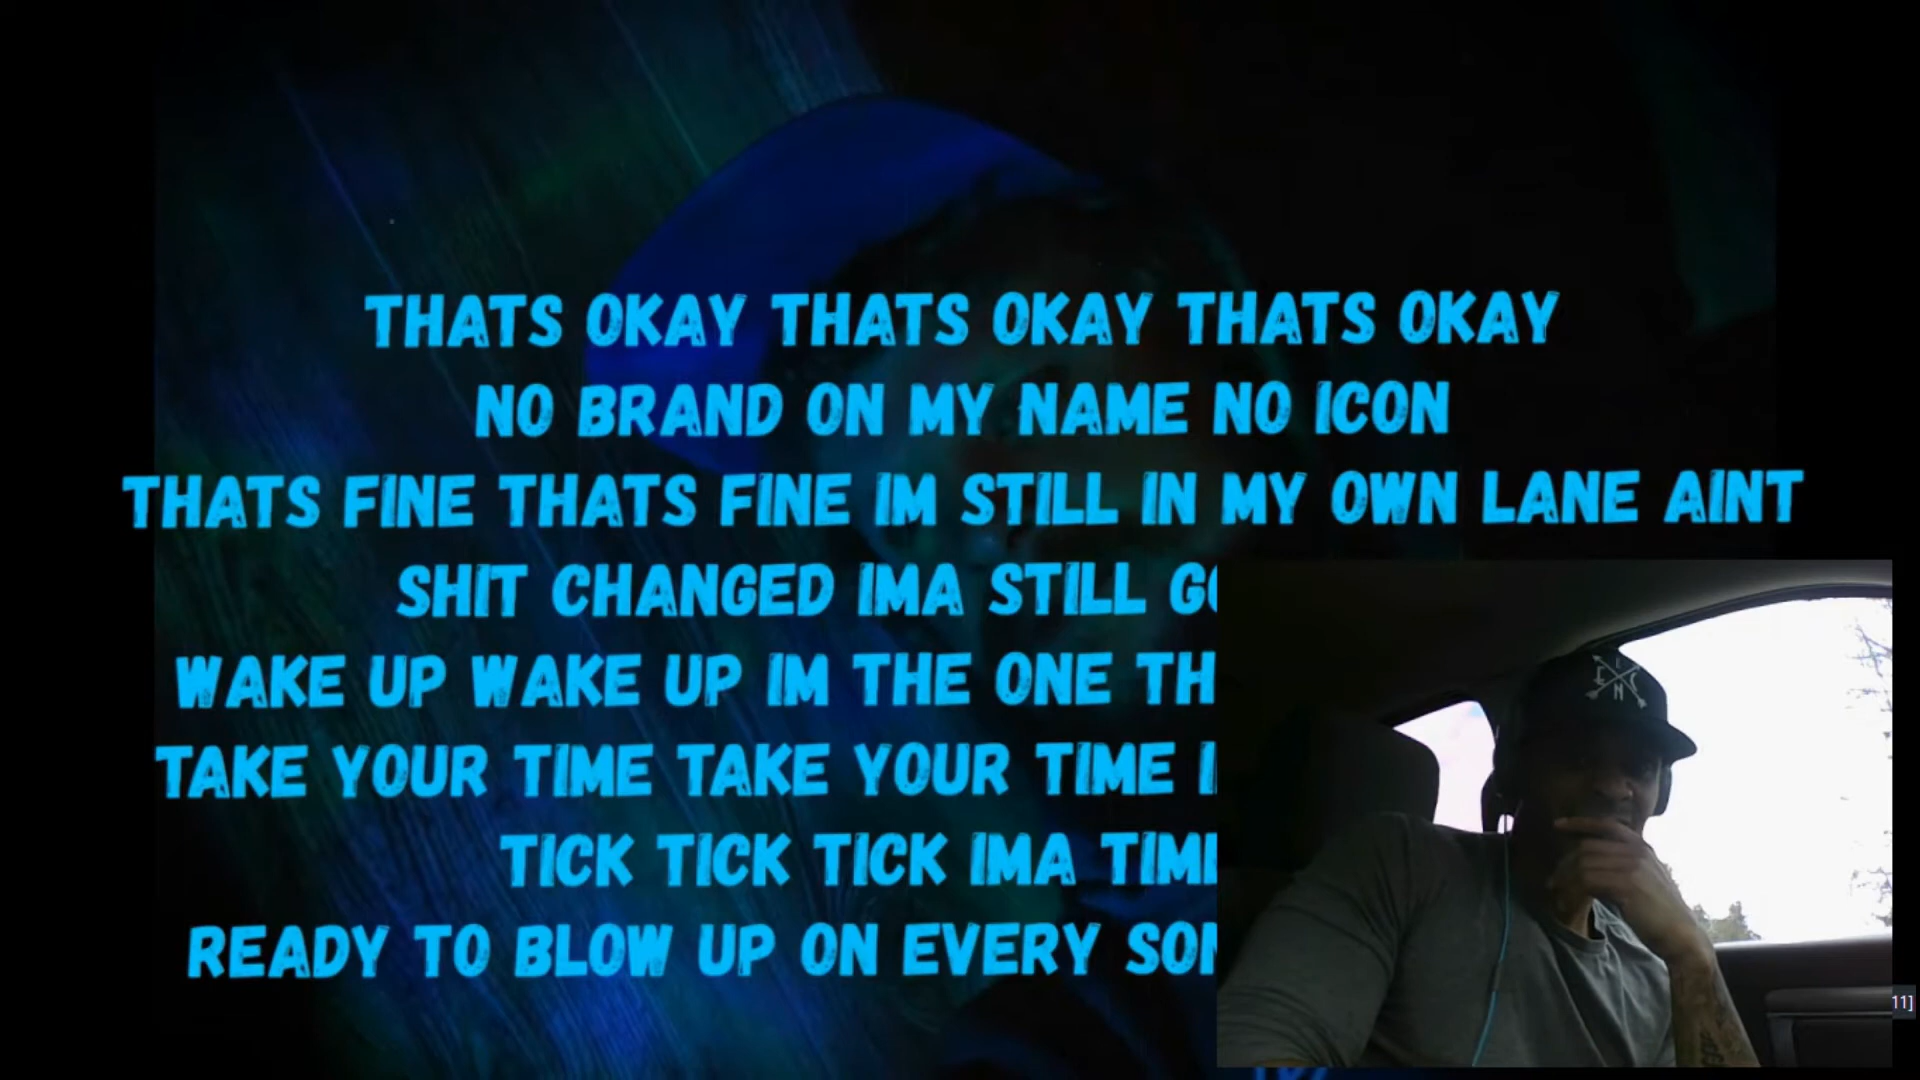 THATS OKAY THATS OKAY THATS OKAY
NO BRAND ON MY NAME NO ICON
THATS FINE THATS FINE IM STILL IN MY OWN LANE AINT
SHIT CHANGED IMA STILL
WAKE UP WAKE UP IM THE ONE
TAKE YOUR TIME TAKE YOUR TIME
TICK TICK TICK IMA
READY TO BLOW UP ON EVERY
E I C N
11]